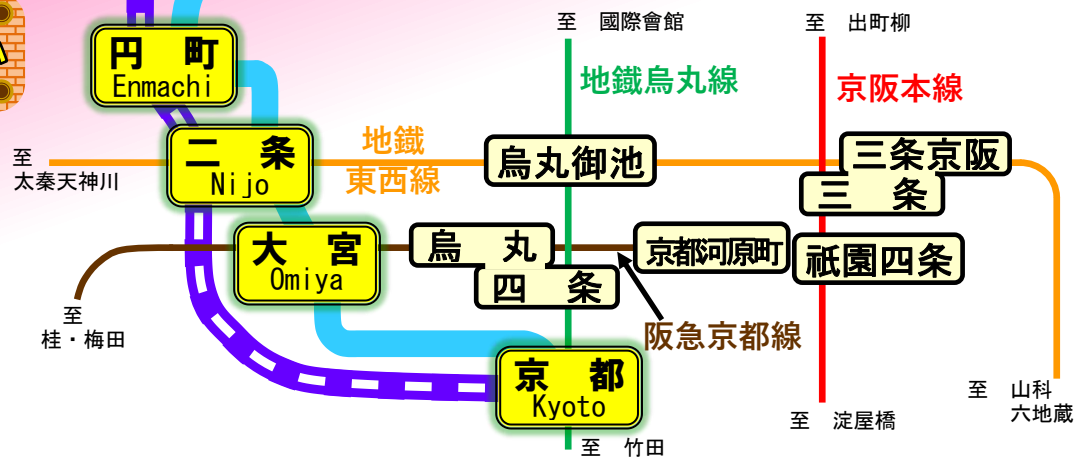 至　國際會館
至　出町柳
円　町
Enmachi
地鐵烏丸線
京阪本線
二　条
Nijo
地鐵
東西線
烏丸御池
三条京阪
三　条
至
太秦天神川
大　宮
Omiya
烏　丸
四　条
京都河原町
祇園四条
至
桂・梅田
阪急京都線
京　都
Kyoto
至　山科
六地蔵
至　淀屋橋
至　竹田